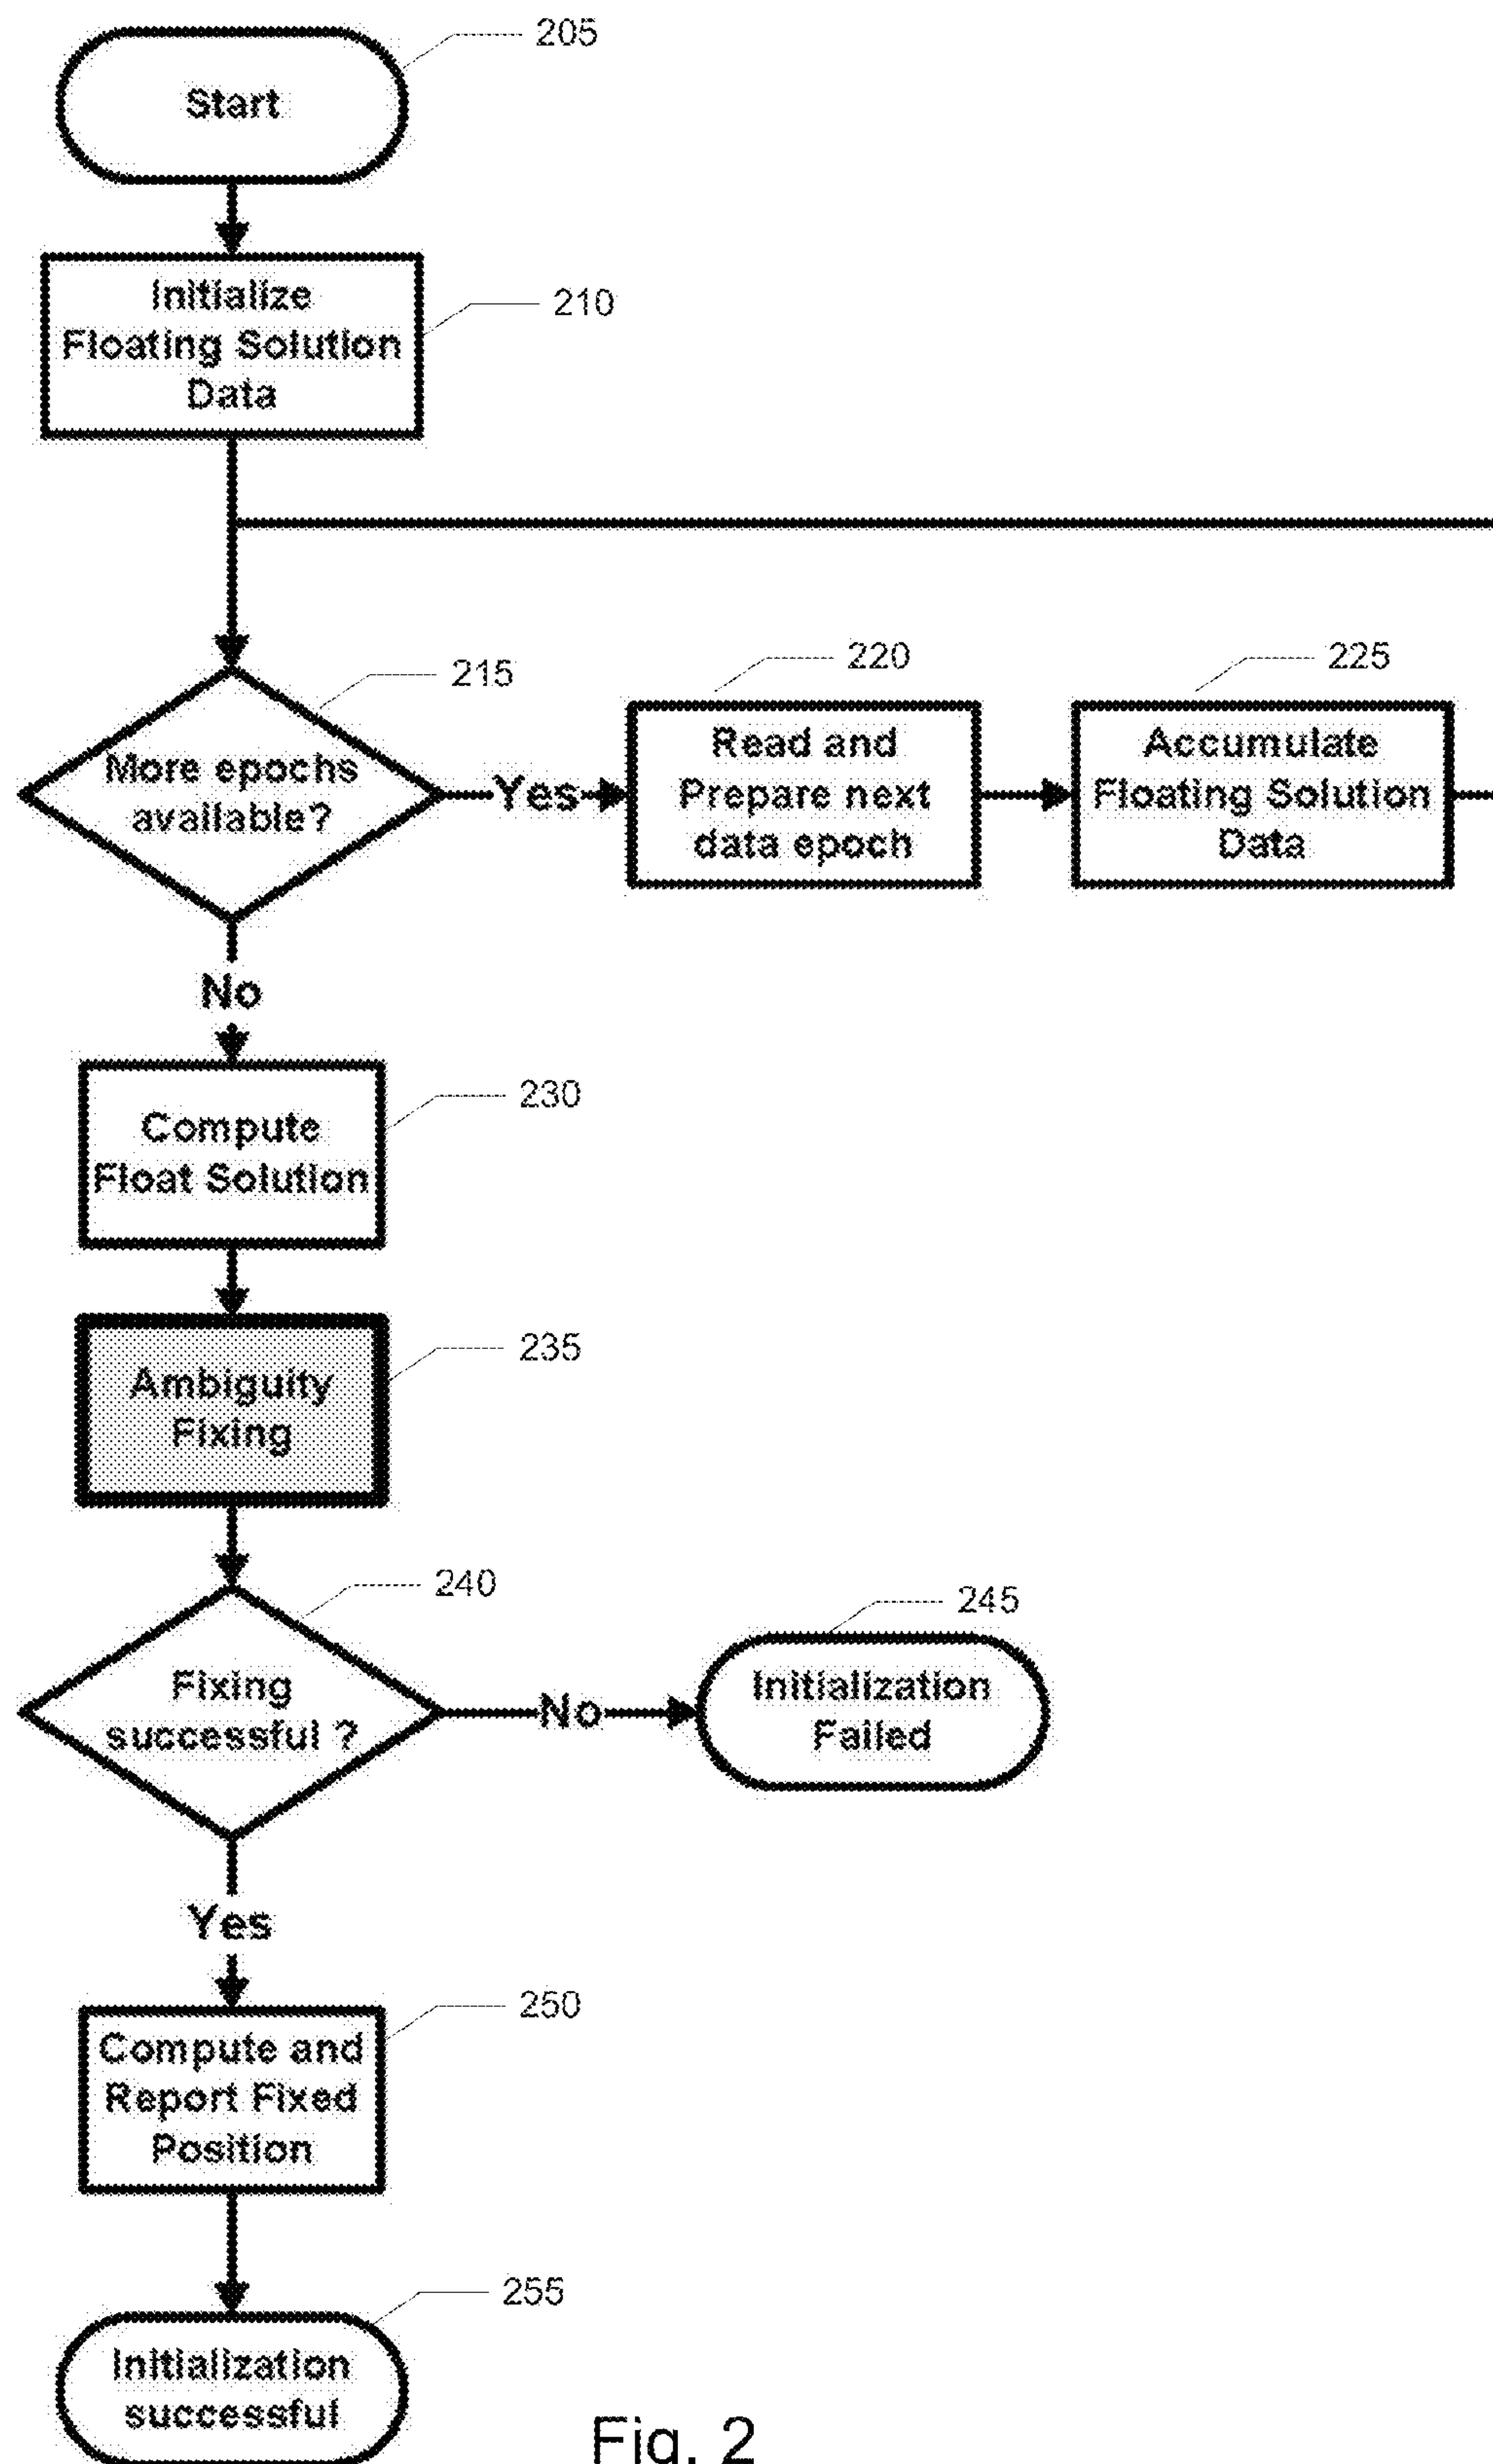 205
Start
210
Initialize
Floating Solution
Data
215
More epochs
available?
Yes
220
Read and
Prepare next
data epoch
225
Accumulate
Floating Solution
Data
No
230
Compute
Float Solution
235
Ambiguity
Fixing
240
Fixing
successful ?
No
245
Initialization
Failed
Yes
250
Compute and
Report Fixed
Position
255
Initialization
successful
Fig. 2